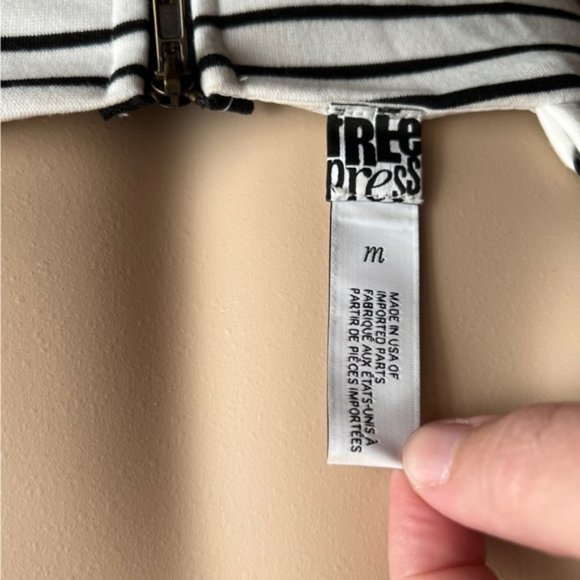 fREe
press
m
MADE IN USA OF
IMPORTED PARTS
FABRIQUÉ AUX ÉTATS-UNIS À
PARTIR DE PIÈCES IMPORTÉES